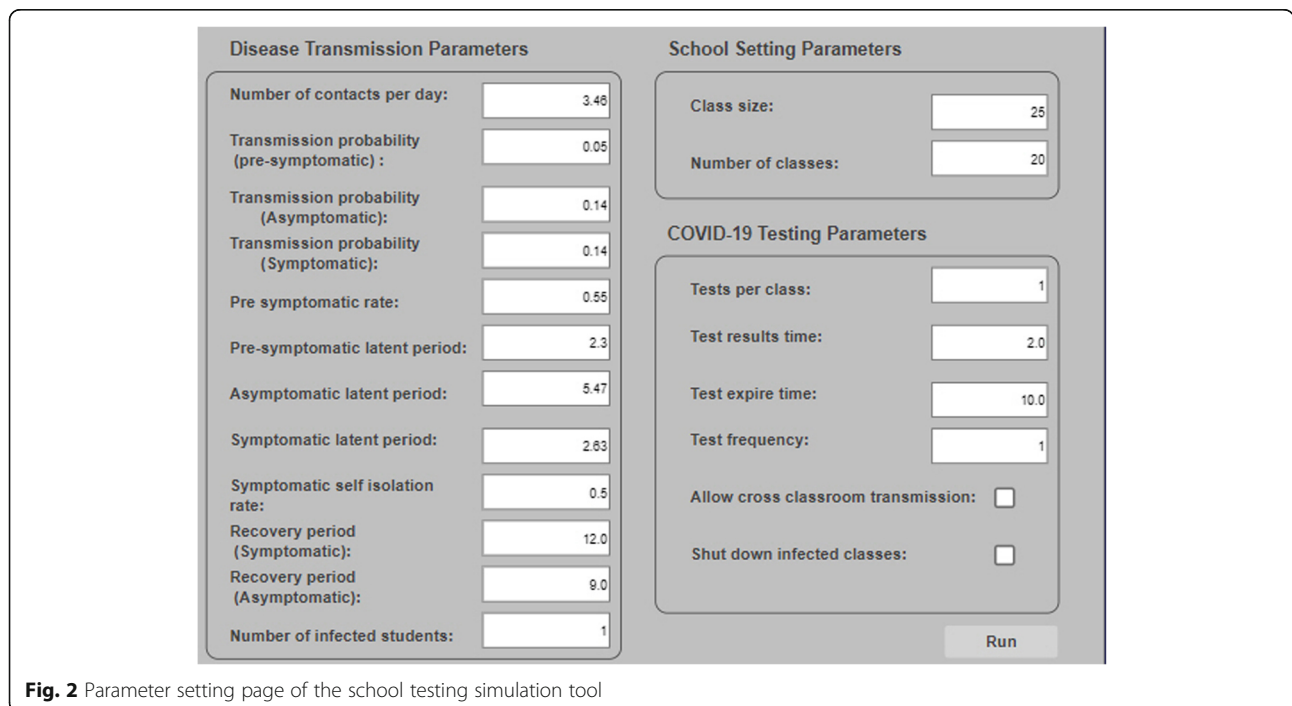 Disease Transmission Parameters
Number of contacts per day:
3.46
Transmission probability
(pre-symptomatic) :
0.05
Transmission probability
(Asymptomatic):
0.14
Transmission probability
(Symptomatic):
0.14
Pre symptomatic rate:
0.55
Pre-symptomatic latent period:
2.3
Asymptomatic latent period:
5.47
Symptomatic latent period:
2.63
Symptomatic self isolation
rate:
0.5
Recovery period
(Symptomatic):
12.0
Recovery period
(Asymptomatic):
9.0
Number of infected students:
1
School Setting Parameters
Class size:
25
Number of classes:
20
COVID-19 Testing Parameters
Tests per class:
1
Test results time:
2.0
Test expire time:
10.0
Test frequency:
1
Allow cross classroom transmission:
Shut down infected classes:
Run
Fig. 2 Parameter setting page of the school testing simulation tool